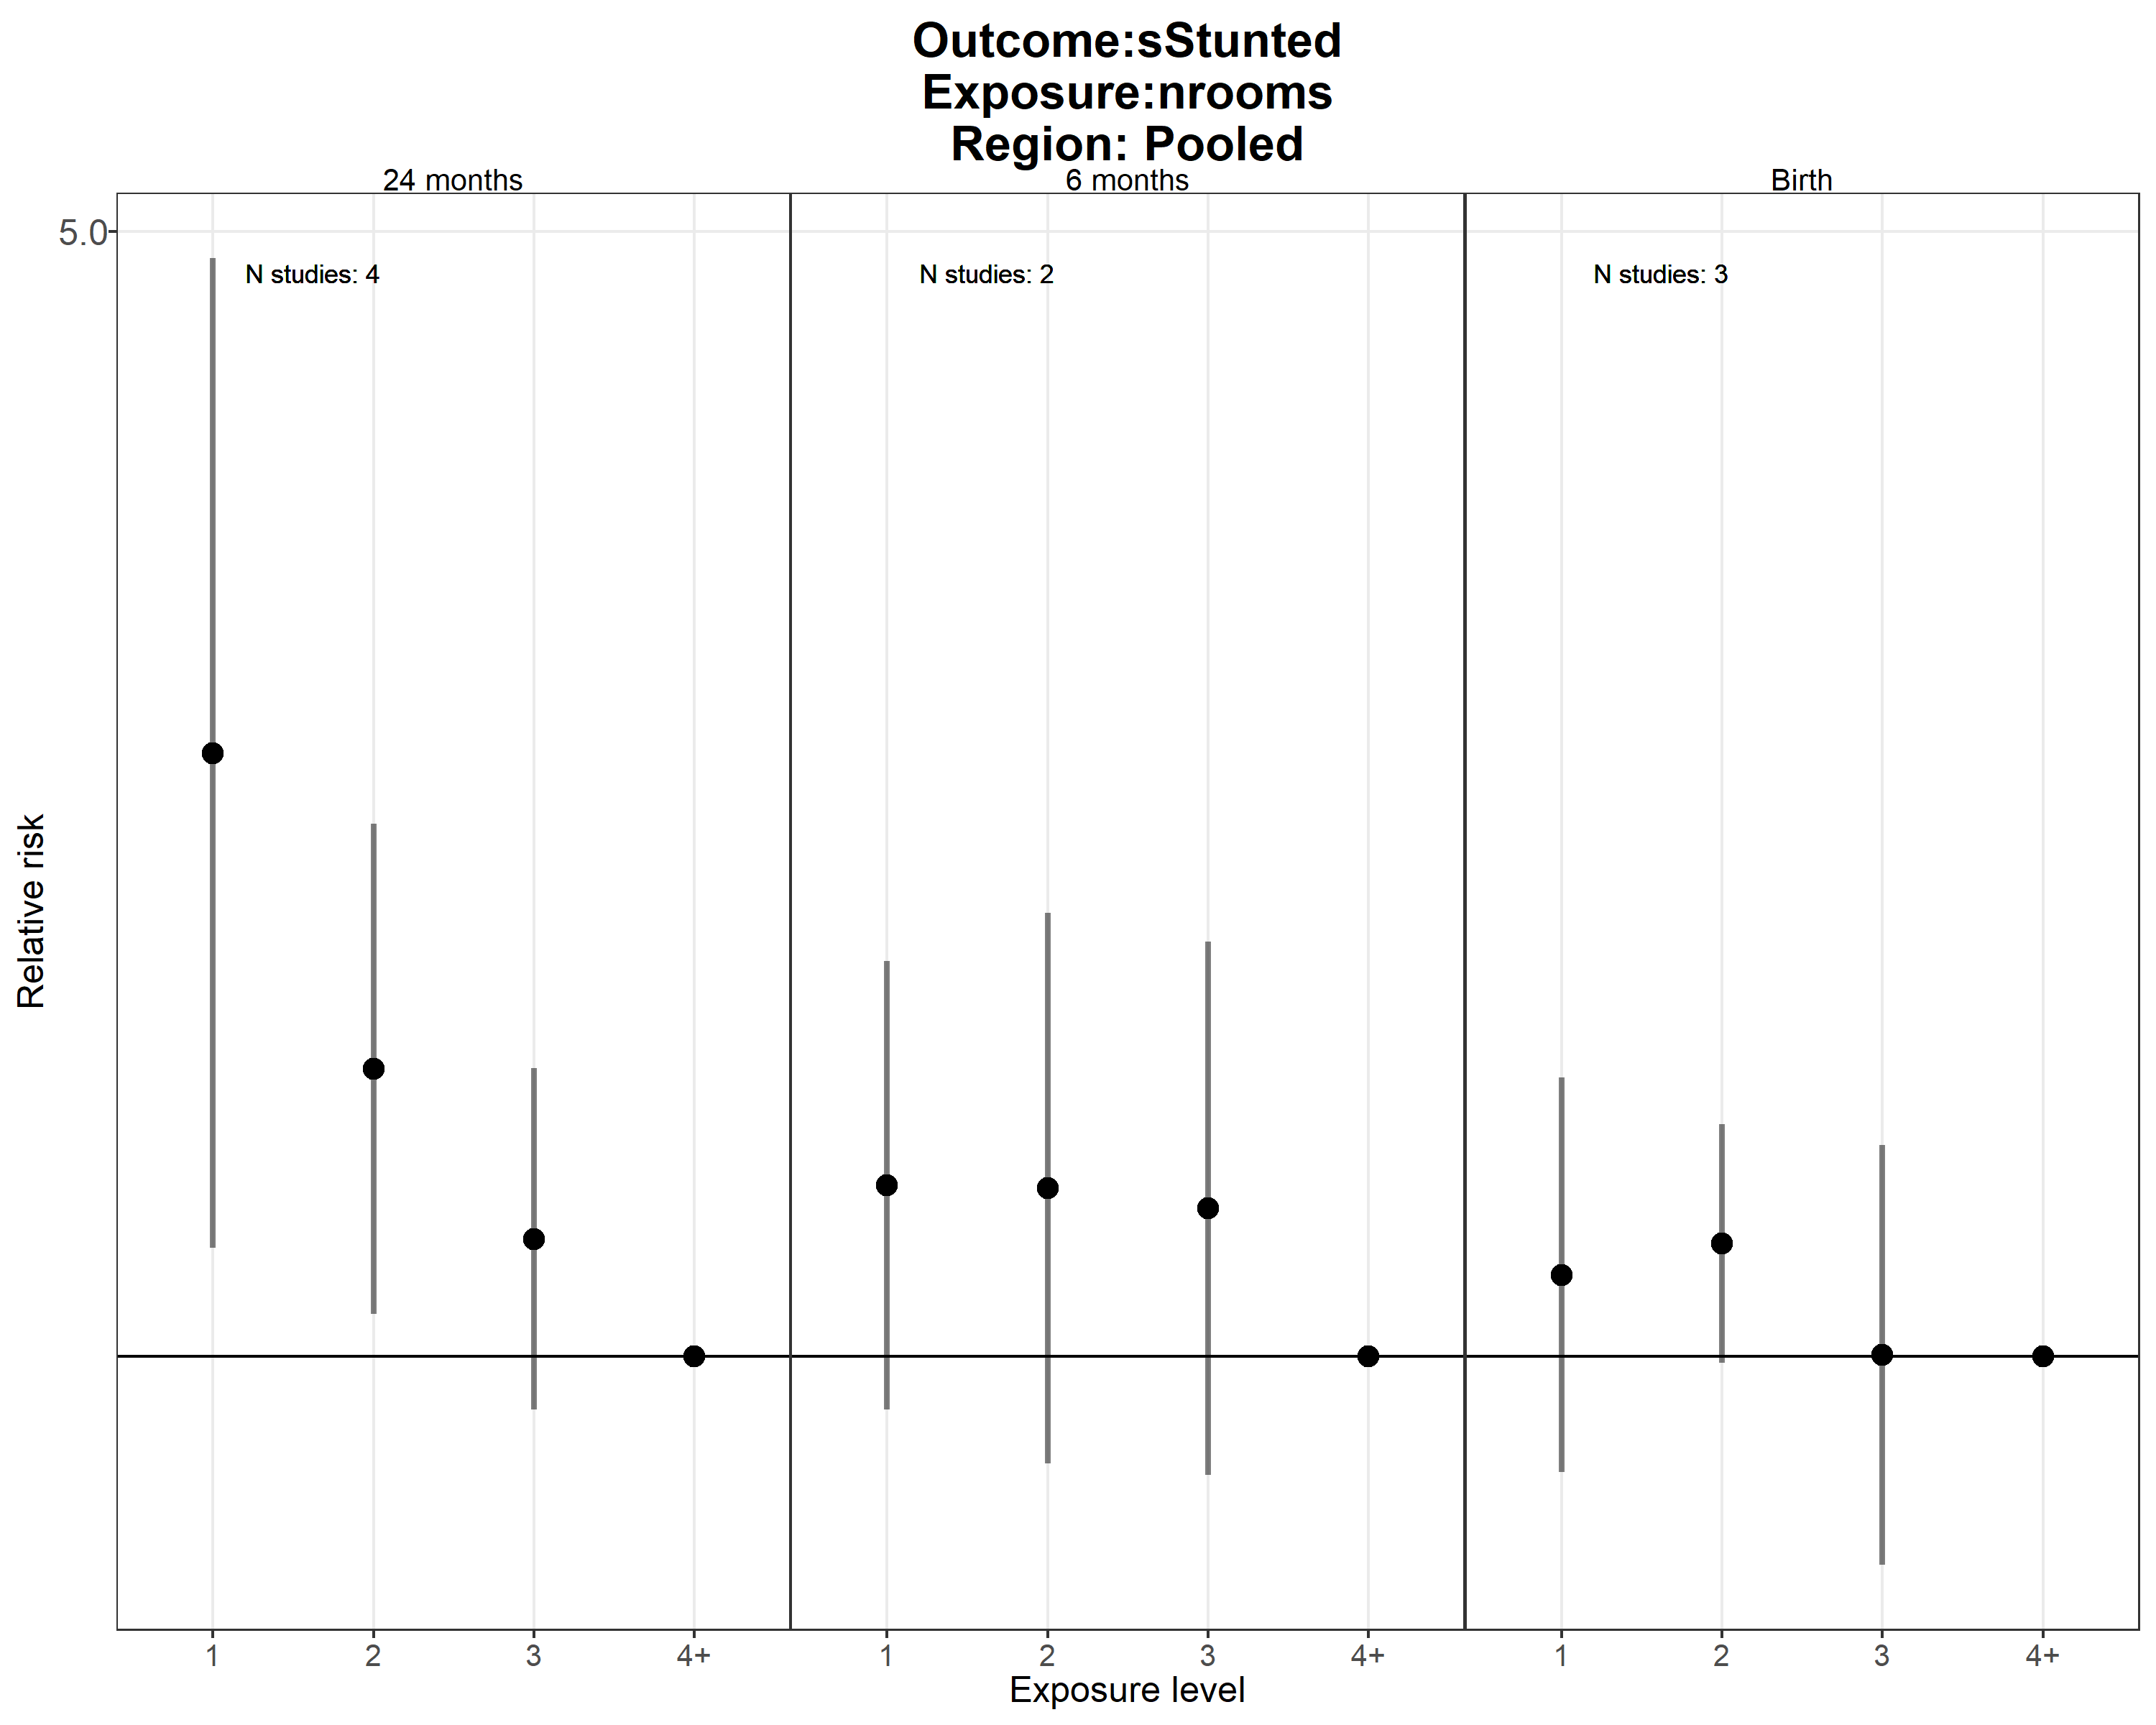 Outcome:sStunted
Exposure:nrooms
Region: Pooled
24 months 6 months Birth
5.0
N studies: 4 N studies: 2 N studies: 3
Relative risk
1 2 3 4+ 1 2 3 4+ 1 2 3 4+
Exposure level